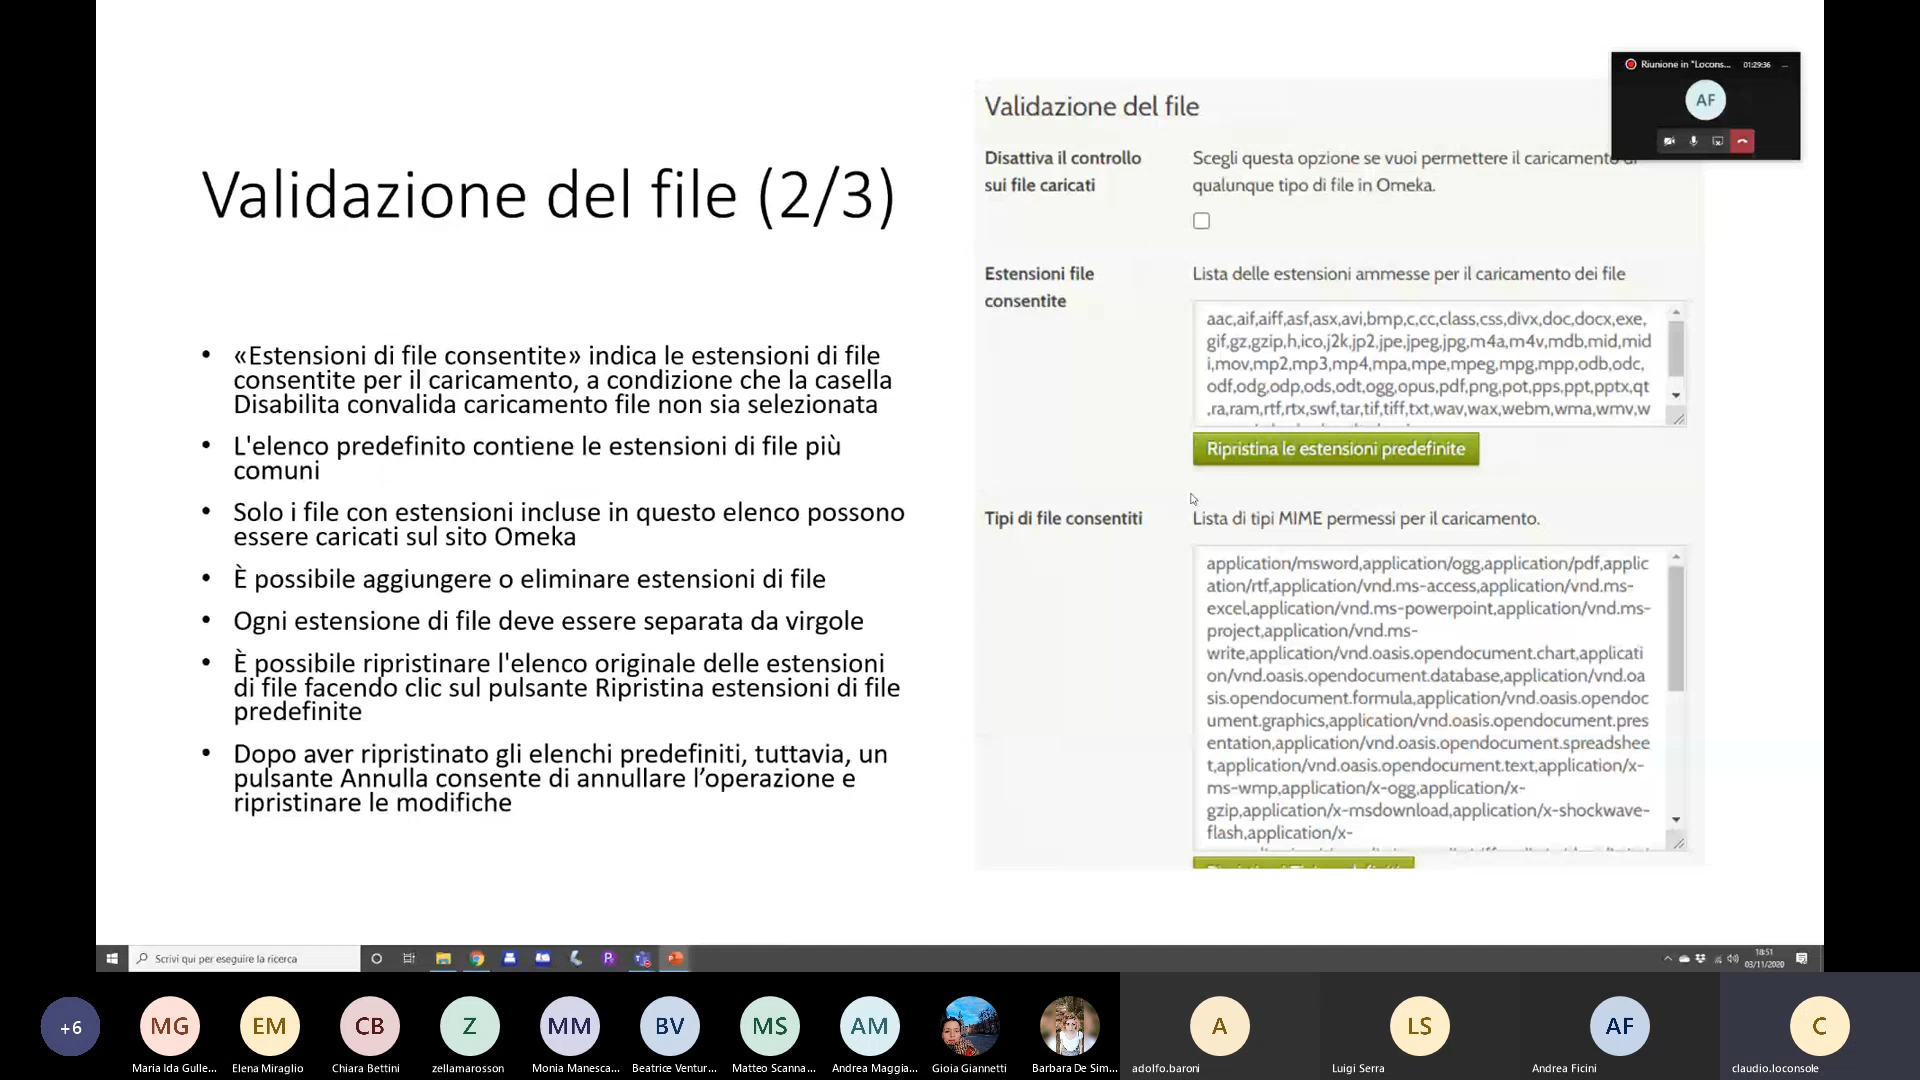 Validazione del file (2/3)
• «Estensioni di file consentite» indica le estensioni di file
consentite per il caricamento, a condizione che la casella
Disabilita convalida caricamento file non sia selezionata
• L'elenco predefinito contiene le estensioni di file più
comuni
• Solo i file con estensioni incluse in questo elenco possono
essere caricati sul sito Omeka
• È possibile aggiungere o eliminare estensioni di file
• Ogni estensione di file deve essere separata da virgole
• È possibile ripristinare l'elenco originale delle estensioni
di file facendo clic sul pulsante Ripristina estensioni di file
predefinite
• Dopo aver ripristinato gli elenchi predefiniti, tuttavia, un
pulsante Annulla consente di annullare l’operazione e
ripristinare le modifiche
Validazione del file
Disattiva il controllo
sui file caricati
Scegli questa opzione se vuoi permettere il caricamento di
qualunque tipo di file in Omeka.
Estensioni file
consentite
Lista delle estensioni ammesse per il caricamento dei file
aac,aif,aiff,asf,asx,avi,bmp,c,cc,class,css,divx,doc,docx,exe,
gif,gz,gzip,h,ico,j2k,jp2,jpe,jpeg,jpg,m4a,m4v,mdb,mid,mid
i,mov,mp2,mp3,mp4,mpa,mpe,mpeg,mpg,mpp,odb,odc,
odf,odg,odp,ods,odt,ogg,opus,pdf,png,pot,pps,ppt,pptx,qt
,ra,ram,rtf,rtx,swf,tar,tif,tiff,txt,wav,wax,webm,wma,wmv,w
Ripristina le estensioni predefinite
Tipi di file consentiti
Lista di tipi MIME permessi per il caricamento.
application/msword,application/ogg,application/pdf,applic
ation/rtf,application/vnd.ms-access,application/vnd.ms-
excel,application/vnd.ms-powerpoint,application/vnd.ms-
project,application/vnd.ms-
write,application/vnd.oasis.opendocument.chart,applicati
on/vnd.oasis.opendocument.database,application/vnd.oa
sis.opendocument.formula,application/vnd.oasis.opendoc
ument.graphics,application/vnd.oasis.opendocument.pres
entation,application/vnd.oasis.opendocument.spreadshee
t,application/vnd.oasis.opendocument.text,application/x-
ms-wmp,application/x-ogg,application/x-
gzip,application/x-msdownload,application/x-shockwave-
flash,application/x-
Riunione in "Locons... 01:29:36
AF
Scrivi qui per eseguire la ricerca
18:51
03/11/2020
+6 MG EM CB Z MM BV MS AM A LS AF C
Maria Ida Gulle... Elena Miraglio Chiara Bettini zellamarosson Monia Manesca... Beatrice Ventur... Matteo Scanna... Andrea Maggia... Gioia Giannetti Barbara De Sim... adolfo.baroni Luigi Serra Andrea Ficini claudio.loconsole